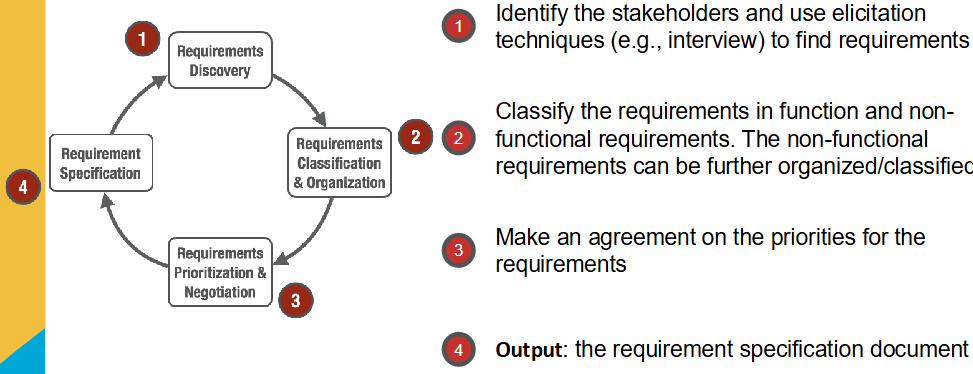 1
Requirements
Discovery
2
Requirements
Classification
& Organization
3
Requirements
Prioritization &
Negotiation
4
Requirement
Specification
1
Identify the stakeholders and use elicitation
techniques (e.g., interview) to find requirements
2
Classify the requirements in function and non-
functional requirements. The non-functional
requirements can be further organized/classified
3
Make an agreement on the priorities for the
requirements
4
Output: the requirement specification document